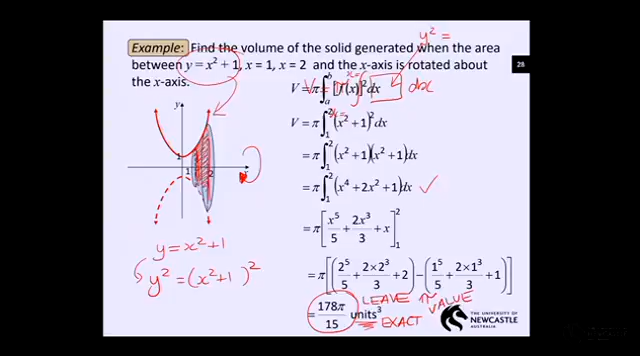 y² =
Example: Find the volume of the solid generated when the area
between y = x² + 1, x = 1, x = 2 and the x-axis is rotated about
the x-axis.
28
V = π∫ₐᵇ [f(x)]² dx
V = π∫ dx
x=
V = π∫₁² (x² + 1)² dx
x=
= π∫₁² (x² + 1)(x² + 1)dx
= π∫₁² (x⁴ + 2x² + 1)dx ✓
= π[x⁵/5 + 2x³/3 + x]₁²
= π[(2⁵/5 + 2×2³/3 + 2) − (1⁵/5 + 2×1³/3 + 1)]
= 178π/15 units³
y
1
1 2
x
y = x²+1
y² = (x²+1)²
LEAVE π VALUE
EXACT
THE UNIVERSITY OF
NEWCASTLE
AUSTRALIA